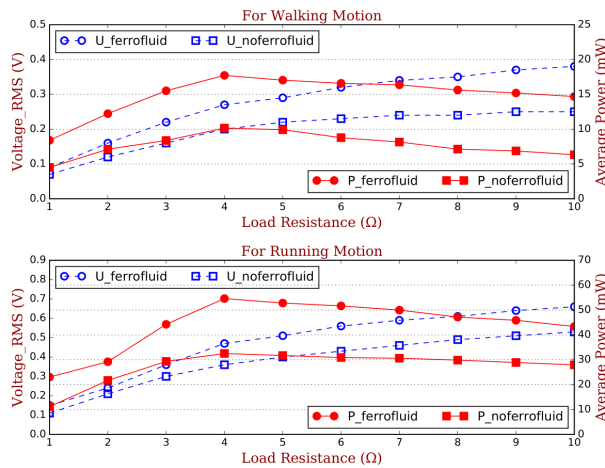 For Walking Motion
Voltage_RMS (V)
0.5
0.4
0.3
0.2
0.1
0.0
U_ferrofluid
U_noferrofluid
P_ferrofluid
P_noferrofluid
25
20
15
10
5
0
Average Power (mW)
1 2 3 4 5 6 7 8 9 10
Load Resistance (Ω)
For Running Motion
Voltage_RMS (V)
0.9
0.8
0.7
0.6
0.5
0.4
0.3
0.2
0.1
0.0
U_ferrofluid
U_noferrofluid
P_ferrofluid
P_noferrofluid
70
60
50
40
30
20
10
0
Average Power (mW)
1 2 3 4 5 6 7 8 9 10
Load Resistance (Ω)